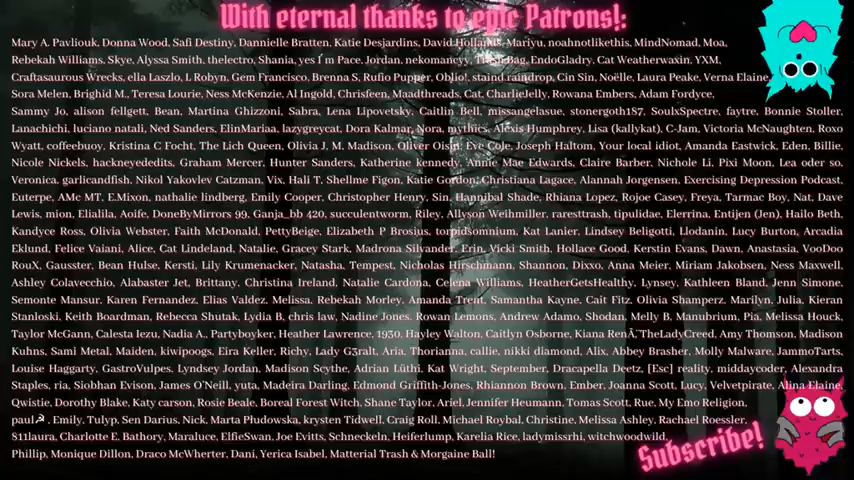 With eternal thanks to epic Patrons!:
Mary A. Pavliouk, Donna Wood, Safi Destiny, Dannielle Bratten, Katie Desjardins, David Hollands, Mariyu, noahnotlikethis, MindNomad, Moa,
Rebekah Williams, Skye, Alyssa Smith, thelectro, Shania, yes I'm Pace, Jordan, nekomancy, Trash Bag, EndoGladry, Cat Weatherwaxin, YXM,
Craftasaurous Wrecks, ella Laszlo, L Robyn, Gem Francisco, Brenna S, Rufio Pupper, Oblio!, staind.raindrop, Cin Sin, Noëlle, Laura Peake, Verna Elaine,
Sora Melen, Brighid M., Teresa Lourie, Ness McKenzie, Al Ingold, Chrisfeen, Maadthreads, Cat, CharlieJelly, Rowana Embers, Adam Fordyce,
Sammy Jo, alison fellgett, Bean, Martina Ghizzoni, Sabra, Lena Lipovetsky, Caitlin Bell, missangelasue, stonergoth187, SoulxSpectre, faytre, Bonnie Stoller,
Lanachichi, luciano natali, Ned Sanders, ElinMariaa, lazygreycat, Dora Kalmar, Nora, mythics, Alexis Humphrey, Lisa (kallykat), C-Jam, Victoria McNaughten, Roxo
Wyatt, coffeebuoy, Kristina C Focht, The Lich Queen, Olivia J, M. Madison, Oliver Oisin, Eye Cole, Joseph Haltom, Your local idiot, Amanda Eastwick, Eden, Billie,
Nicole Nickels, hackneyededits, Graham Mercer, Hunter Sanders, Katherine kennedy, Annie Mae Edwards, Claire Barber, Nichole Li, Pixi Moon, Lea oder so,
Veronica, garlicandfish, Nikol Yakovlev Catzman, Vix, Hali T, Shellme Figon, Katie Gordon, Christiana Lagace, Alannah Jorgensen, Exercising Depression Podcast,
Euterpe, AMc MT, E.Mixon, nathalie lindberg, Emily Cooper, Christopher Henry, Sin, Hannibal Shade, Rhiana Lopez, Rojoe Casey, Freya, Tarmac Boy, Nat, Dave
Lewis, mion, Elialila, Aoife, DoneByMirrors 99, Ganja_bb 420, succulentworm, Riley, Allyson Weihmiller, raresttrash, tipulidae, Elerrina, Entijen (Jen), Hailo Beth,
Kandyce Ross, Olivia Webster, Faith McDonald, PettyBeige, Elizabeth P Brosius, torpidsomnium, Kat Lanier, Lindsey Beligotti, Llodanin, Lucy Burton, Arcadia
Eklund, Felice Vaiani, Alice, Cat Lindeland, Natalie, Gracey Stark, Madrona Silvander, Erin, Vicki Smith, Hollace Good, Kerstin Evans, Dawn, Anastasia, VooDoo
RouX, Gausster, Bean Hulse, Kersti, Lily Krumenacker, Natasha, Tempest, Nicholas Hirschmann, Shannon, Dixxo, Anna Meier, Miriam Jakobsen, Ness Maxwell,
Ashley Colavecchio, Alabaster Jet, Brittany, Christina Ireland, Natalie Cardona, Celena Williams, HeatherGetsHealthy, Lynsey, Kathleen Bland, Jenn Simone,
Semonte Mansur, Karen Fernandez, Elias Valdez, Melissa, Rebekah Morley, Amanda Trent, Samantha Kayne, Cait Fitz, Olivia Shamperz, Marilyn, Julia, Kieran
Stanloski, Keith Boardman, Rebecca Shutak, Lydia B, chris law, Nadine Jones, Rowan Lemons, Andrew Adamo, Shodan, Melly B, Manubrium, Pia, Melissa Houck,
Taylor McGann, Calesta Iezu, Nadia A., Partyboyker, Heather Lawrence, 1930, Hayley Walton, Caitlyn Osborne, Kiana TheLadyCreed, Amy Thonson, Madison
Kuhns, Sami Metal, Maiden, kiwipoogs, Eira Keller, Richy, Lady G3ralt, Aria, Thorianna, callie, nikki diamond, Alix, Abbey Brasher, Molly Malware, JammoTarts,
Louise Haggarty, GastroVulpes, Lyndsey Jordan, Madison Scythe, Adrian Lüthi, Kat Wright, September, Dracapella Deetz, [Esc] reality, middaycoder, Alexandra
Staples, ria, Siobhan Evison, James O'Neill, yuta, Madeira Darling, Edmond Griffith-Jones, Rhiannon Brown, Ember, Joanna Scott, Lucy, Velvetpirate, Alina Elaine,
Qwistie, Dorothy Blake, Katy carson, Rosie Beale, Boreal Forest Witch, Shane Taylor, Ariel, Jennifer Heumann, Tomas Scott, Rue, My Emo Religion,
paul☭, Emily, Tulyp, Sen Darius, Nick, Marta Płudowska, krysten Tidwell, Craig Roll, Michael Roybal, Christine, Melissa Ashley, Rachael Roessler,
811laura, Charlotte E. Bathory, Maraluce, ElfieSwan, Joe Evitts, Schneckeln, Heiferlump, Karelia Rice, ladymissrhi, witchwoodwild,
Phillip, Monique Dillon, Draco McWherter, Dani, Yerica Isabel, Matterial Trash & Morgaine Ball!
Subscribe!